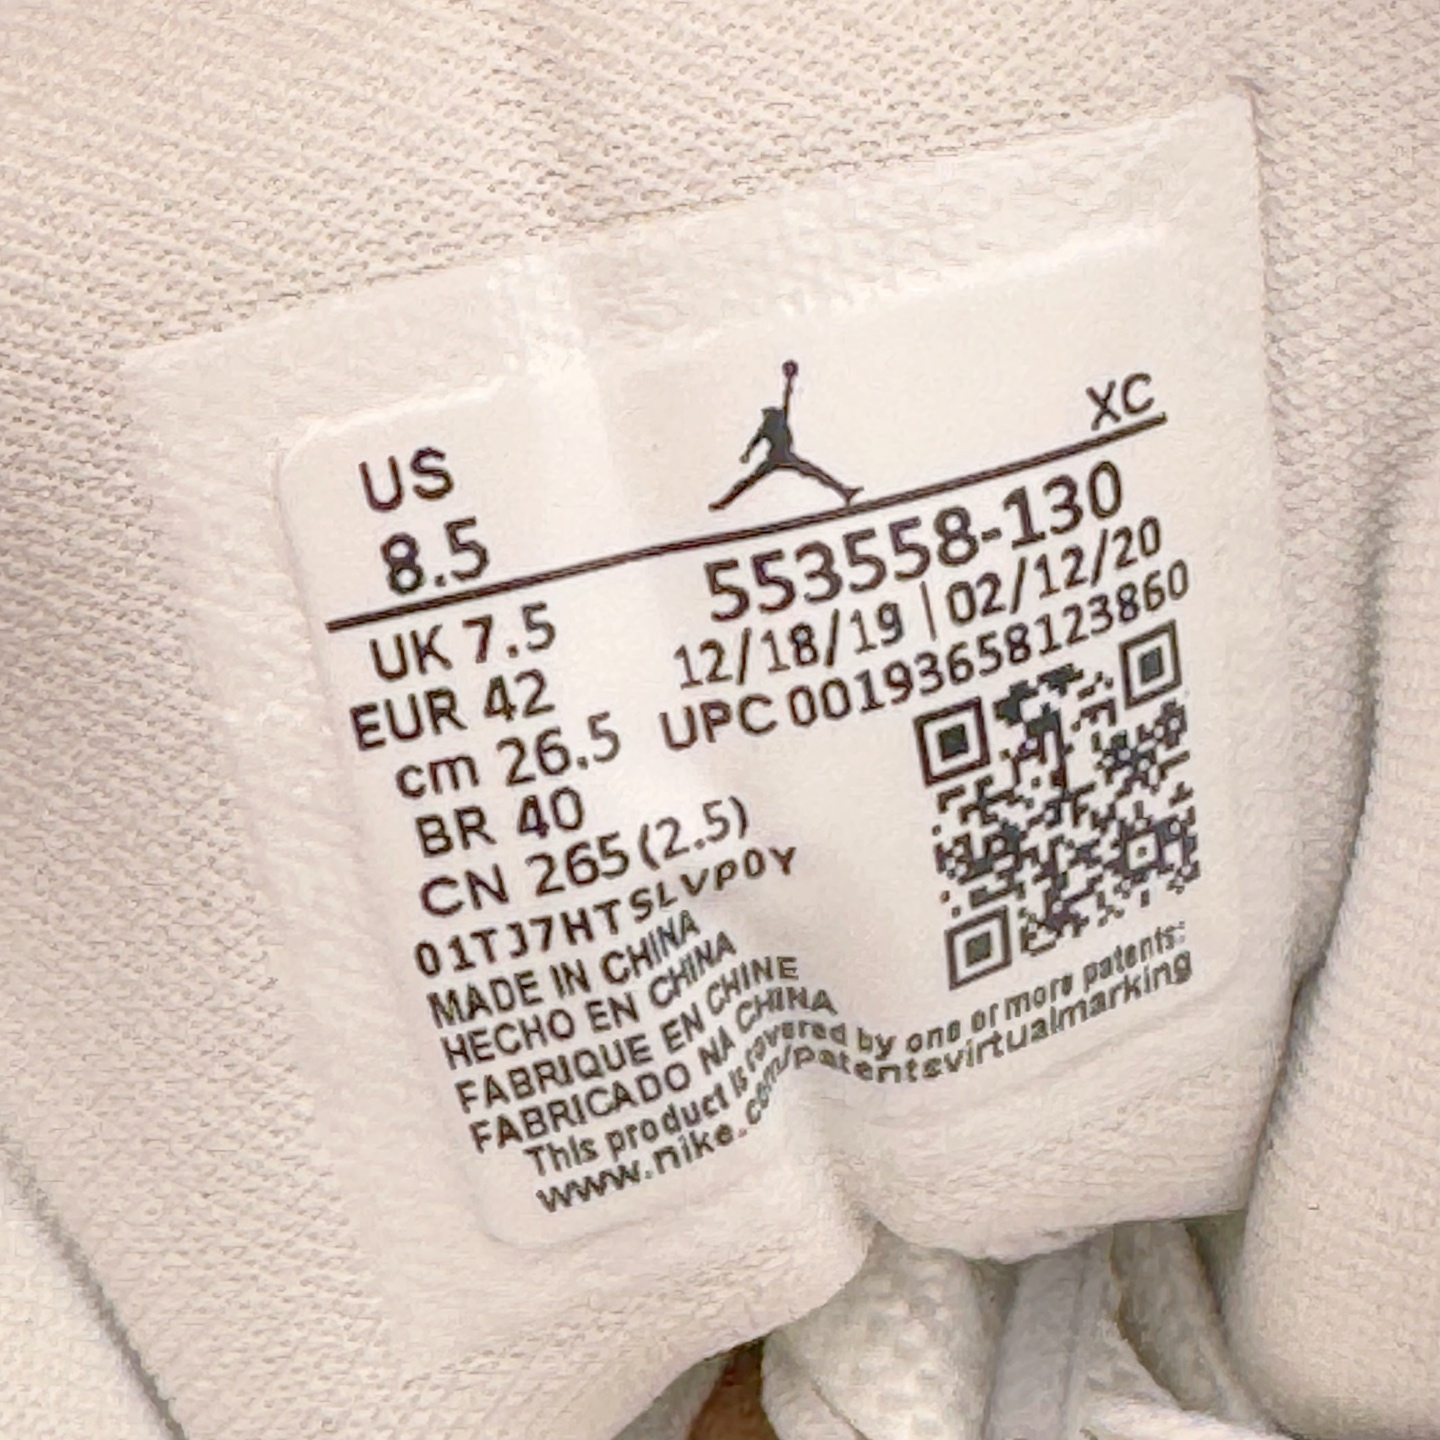 US
8.5
XC
UK 7.5
EUR 42
cm 26.5
BR 40
CN 265 (2.5)
553558-130
12/18/19 | 02/12/20
UPC 00193658123860
01TJ7HTSLVP0Y
MADE IN CHINA
HECHO EN CHINA
FABRIQUE EN CHINE
FABRICADO NA CHINA
This product is covered by one or more patents:
www.nike.com/patentsvirtualmarking